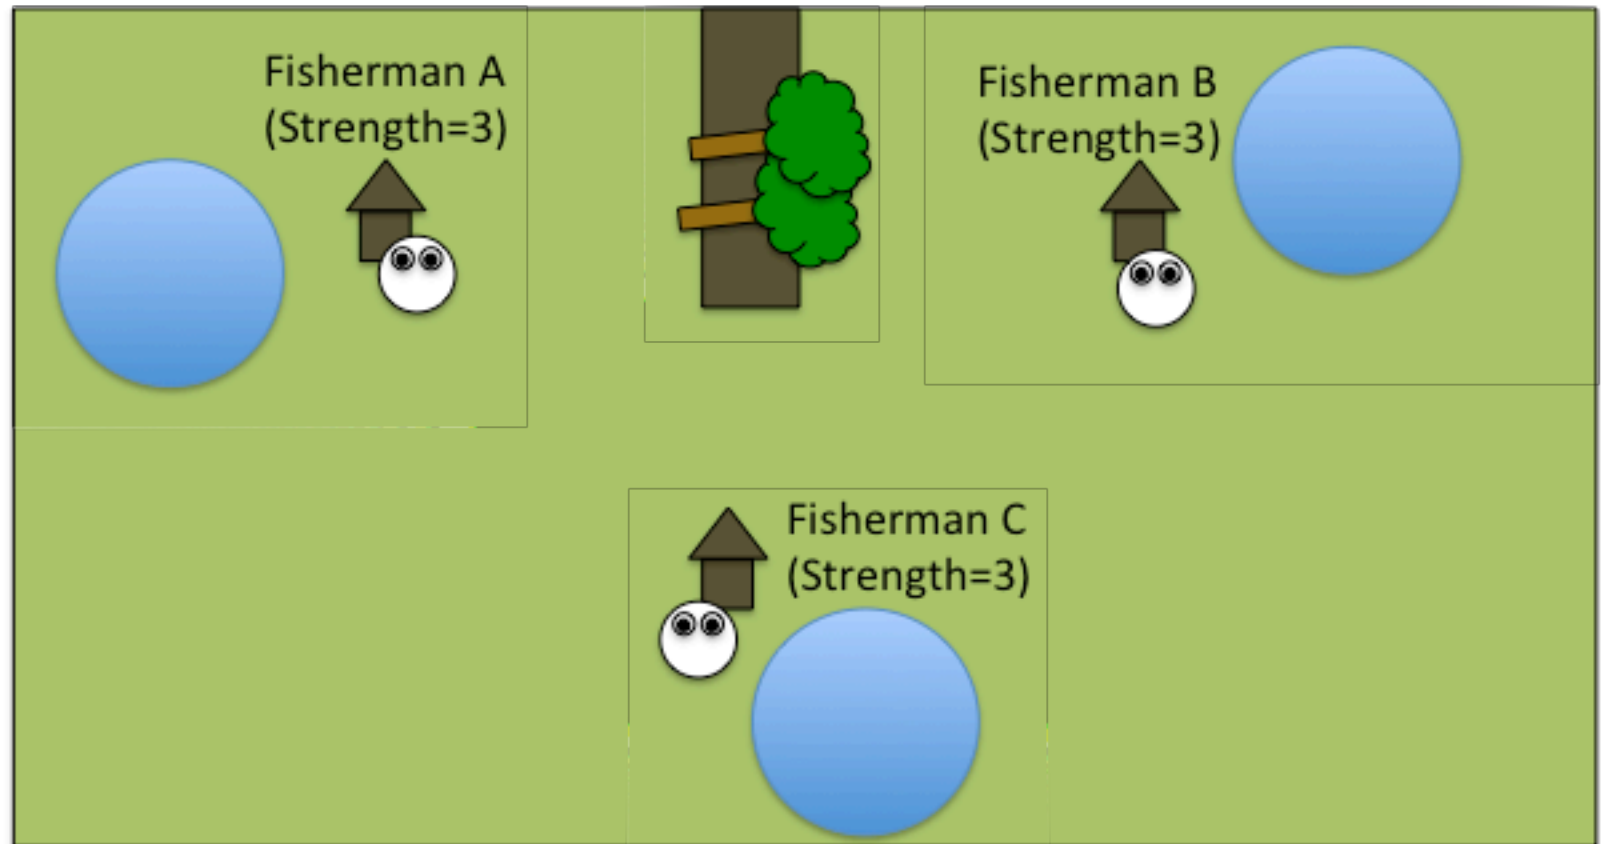 Fisherman A
(Strength=3)
Fisherman B
(Strength=3)
Fisherman C
(Strength=3)